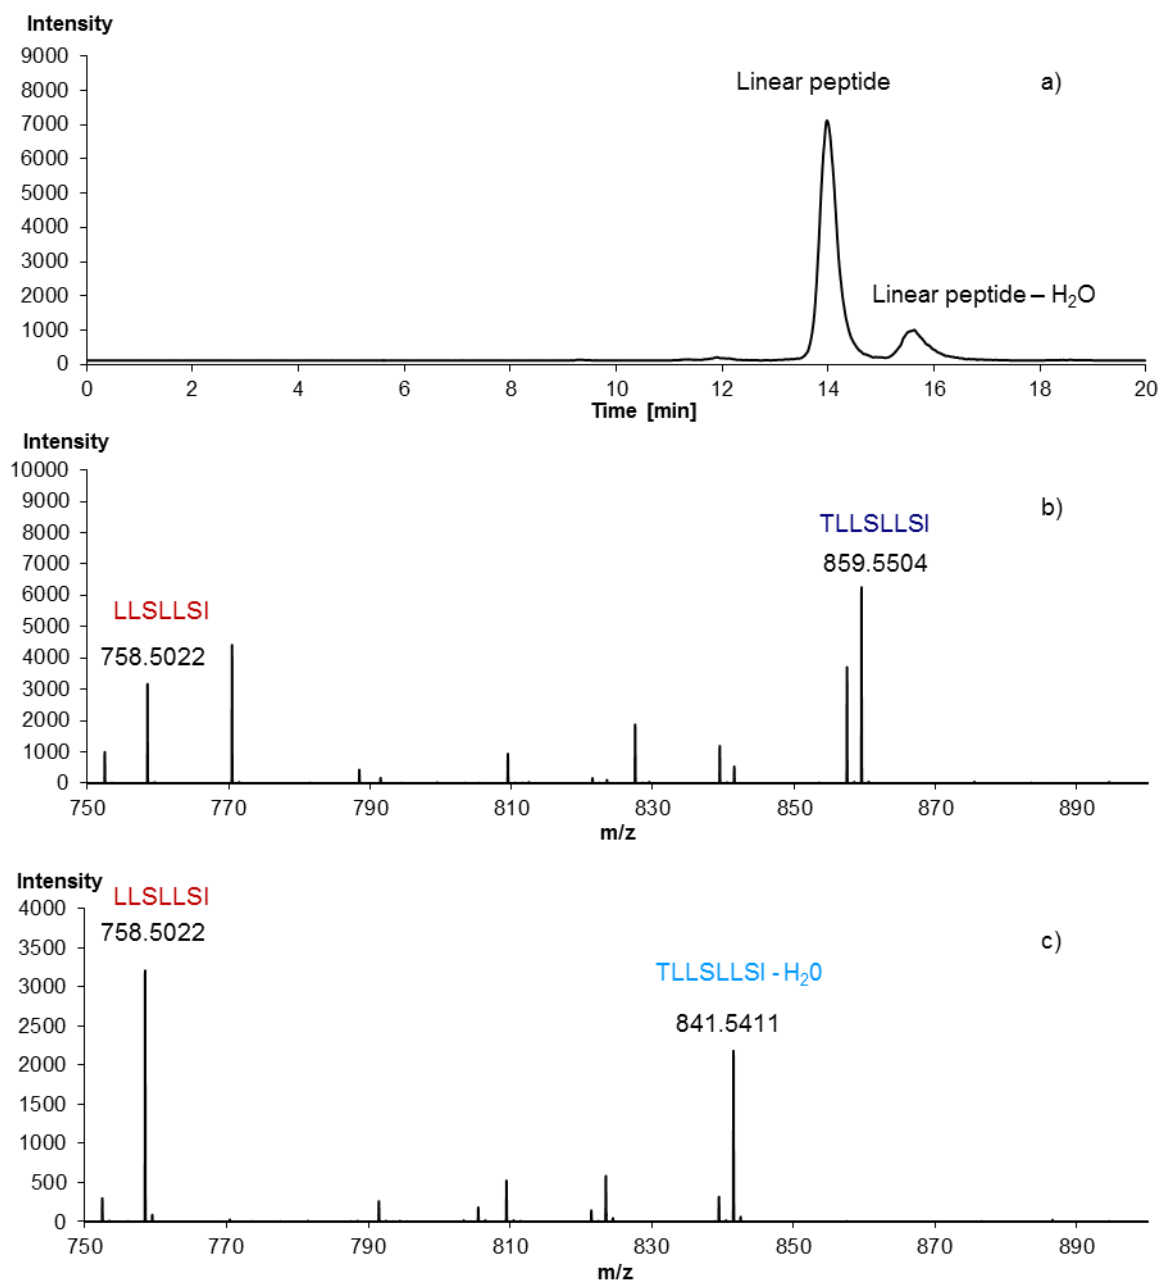 Intensity
9000
8000
7000
6000
5000
4000
3000
2000
1000
0
Linear peptide
a)
Linear peptide – H₂O
0 2 4 6 8 10 12 14 16 18 20
Time [min]
Intensity
10000
9000
8000
7000
6000
5000
4000
3000
2000
1000
0
b)
TLLSLLSI
859.5504
LLSLLSI
758.5022
750 770 790 810 830 850 870 890
m/z
Intensity
LLSLLSI
758.5022
4000
3500
3000
2500
2000
1500
1000
500
0
c)
TLLSLLSI - H₂0
841.5411
750 770 790 810 830 850 870 890
m/z